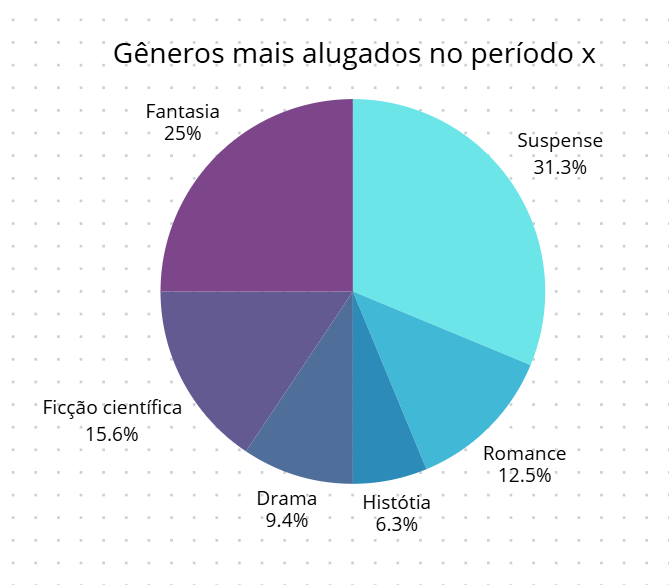 Gêneros mais alugados no período x
Fantasia
25%
Suspense
31.3%
Ficção científica
15.6%
Romance
12.5%
Drama
9.4%
Histótia
6.3%